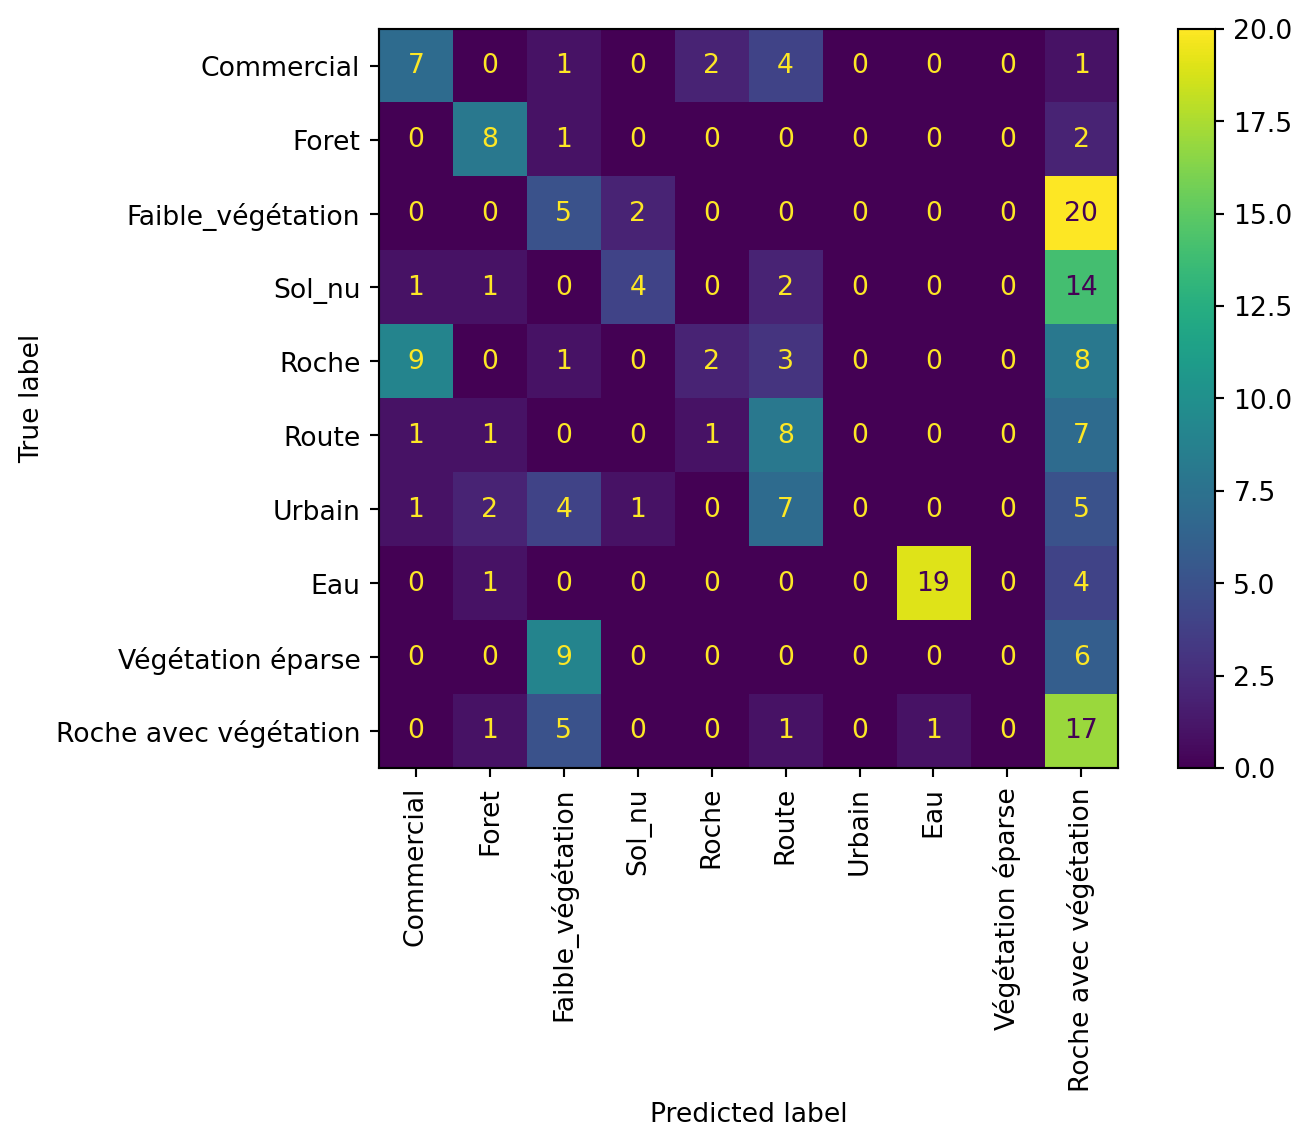 Commercial 7 0 1 0 2 4 0 0 0 1
Foret 0 8 1 0 0 0 0 0 0 2
Faible_végétation 0 0 5 2 0 0 0 0 0 20
Sol_nu 1 1 0 4 0 2 0 0 0 14
Roche 9 0 1 0 2 3 0 0 0 8
Route 1 1 0 0 1 8 0 0 0 7
Urbain 1 2 4 1 0 7 0 0 0 5
Eau 0 1 0 0 0 0 0 19 0 4
Végétation éparse 0 0 9 0 0 0 0 0 0 6
Roche avec végétation 0 1 5 0 0 1 0 1 0 17
True label
Commercial
Foret
Faible_végétation
Sol_nu
Roche
Route
Urbain
Eau
Végétation éparse
Roche avec végétation
Predicted label
20.0
17.5
15.0
12.5
10.0
7.5
5.0
2.5
0.0